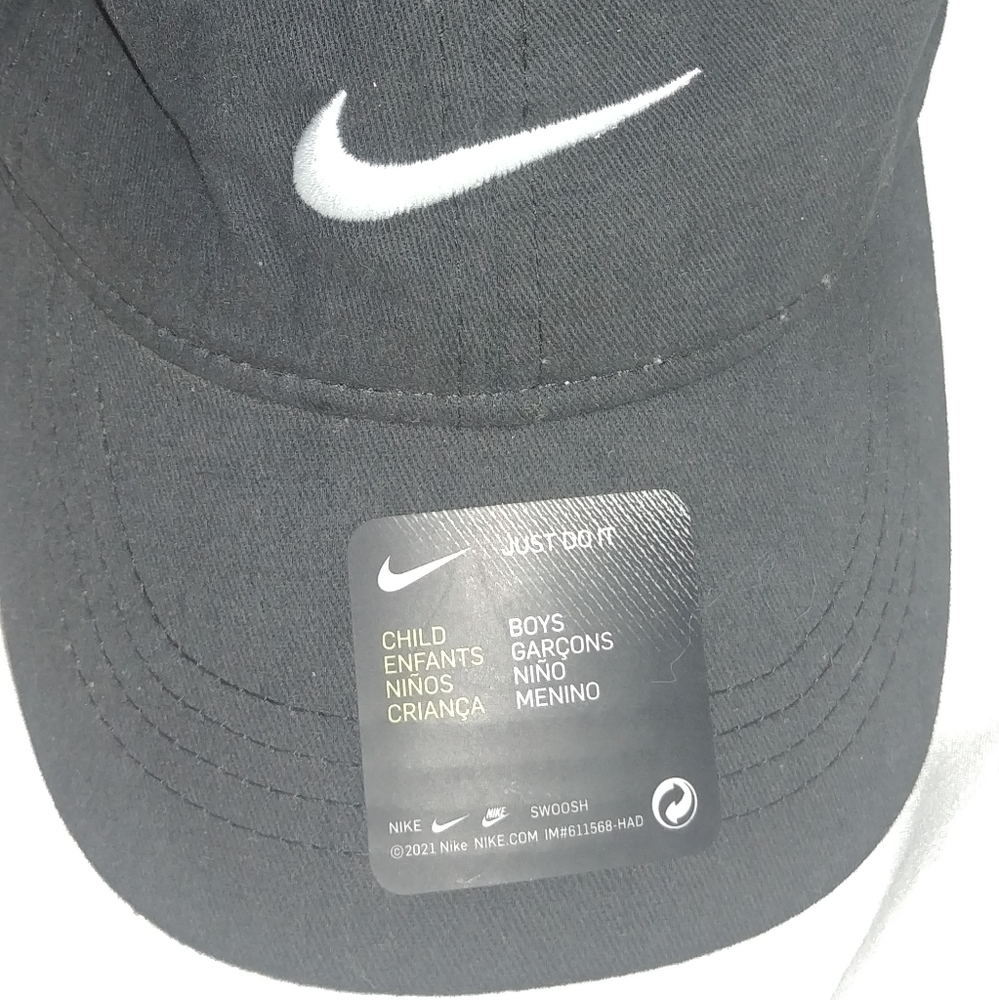 JUST DO IT
CHILD
ENFANTS
NIÑOS
CRIANÇA
BOYS
GARÇONS
NIÑO
MENINO
NIKE NIKE SWOOSH
©2021 Nike NIKE.COM IM#611568-HAD